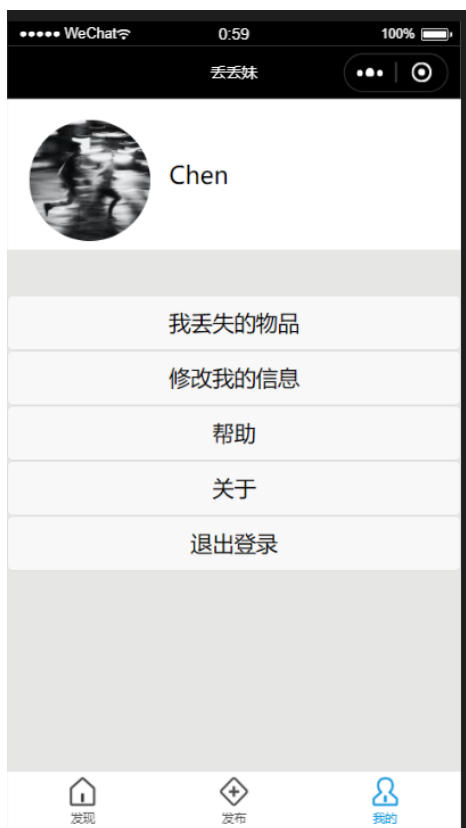 ●●●●● WeChat 0:59 100%
丢丢妹
Chen
我丢失的物品
修改我的信息
帮助
关于
退出登录
发现 发布 我的